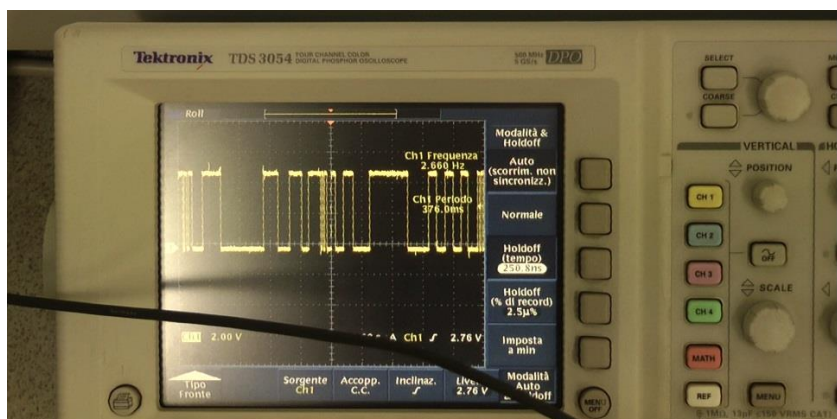 Tektronix TDS 3054 FOUR CHANNEL COLOR
DIGITAL PHOSPHOR OSCILLOSCOPE
500 MHz
5 GS/s DPO
Roll
Ch1 Frequenza
2.660 Hz
Ch1 Periodo
376.0ms
Ch1 2.00 V
A Ch1 2.76 V
Modalità &
Holdoff
Auto
(scorrim. non
sincronizz.)
Normale
Holdoff
(tempo)
250.8ns
Holdoff
(% di record)
2.5µ%
Imposta
a min
Tipo
Fronte
Sorgente
Ch1
Accopp.
C.C.
Inclinaz.
2.76 V
Modalità
Auto
MENU
OFF
SELECT
COARSE
VERTICAL
POSITION
CH 1
CH 2
CH 3
CH 4
MATH
REF
OFF
SCALE
MENU